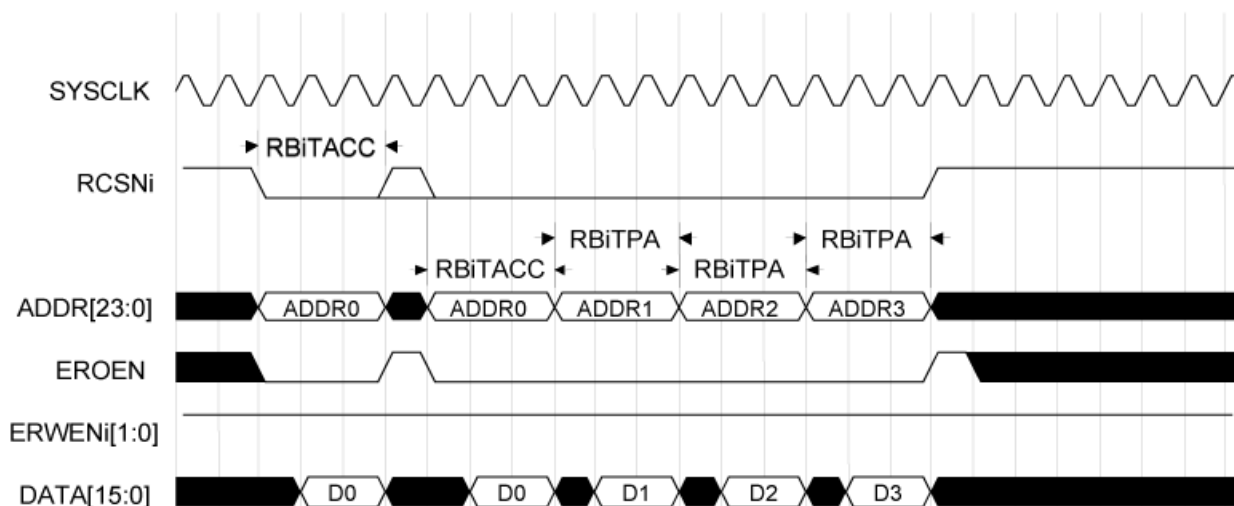 SYSCLK
RBiTACC
RCSNi
RBiTPA RBiTPA
RBiTACC RBiTPA
ADDR[23:0] ADDR0 ADDR0 ADDR1 ADDR2 ADDR3
EROEN
ERWENi[1:0]
DATA[15:0] D0 D0 D1 D2 D3